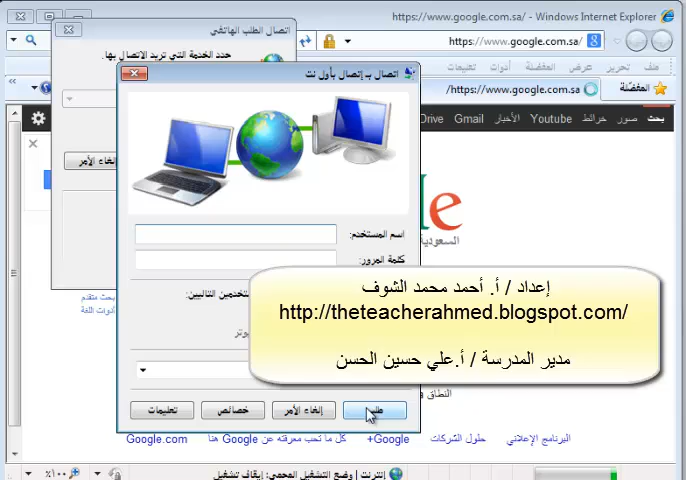 https://www.google.com.sa/ - Windows Internet Explorer
https://www.google.com.sa/
ملف تحرير عرض المفضلة أدوات تعليمات
المفضلة
https://www.google.com.sa/
بحث صور خرائط Youtube الأخبار Gmail Drive
السعودية
بحث متقدم
أدوات اللغة
اتصال الطلب الهاتفي
حدد الخدمة التي تريد الاتصال بها.
إلغاء الأمر
اتصال بـ إتصال بأول نت
اسم المستخدم:
كلمة المرور:
طلب
إلغاء الأمر
خصائص
تعليمات
إعداد / أ. أحمد محمد الشوف
http://theteacherahmed.blogspot.com/
مدير المدرسة / أ.علي حسين الحسن
البرنامج الإعلاني حلول الشركات Google+ كل ما تحب معرفته عن Google هنا Google.com
إنترنت | وضع التشغيل المحمي: إيقاف تشغيل
٪١٠٠